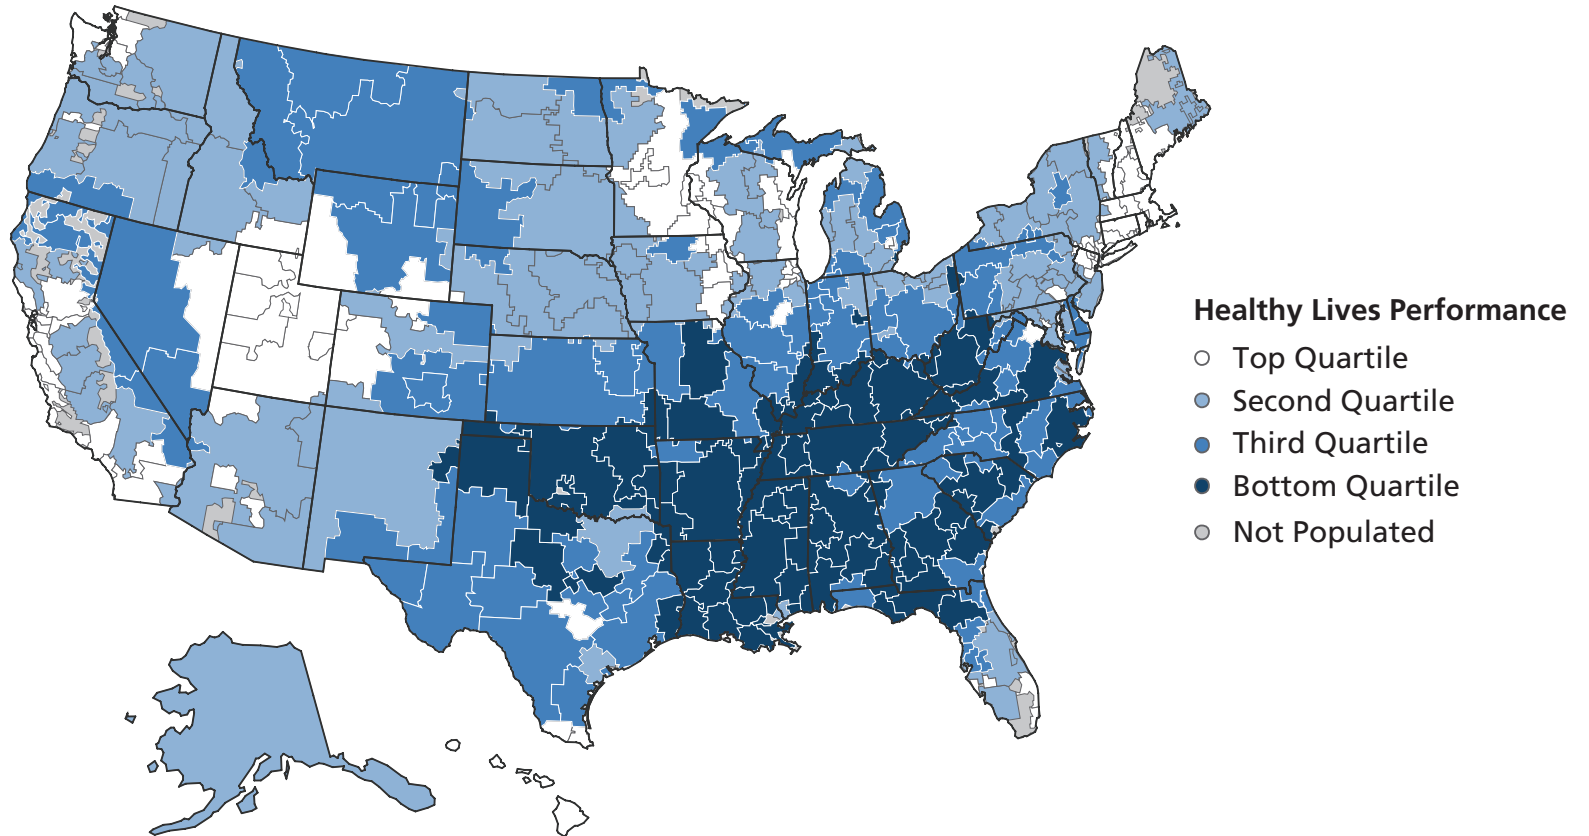 Healthy Lives Performance
Top Quartile
Second Quartile
Third Quartile
Bottom Quartile
Not Populated